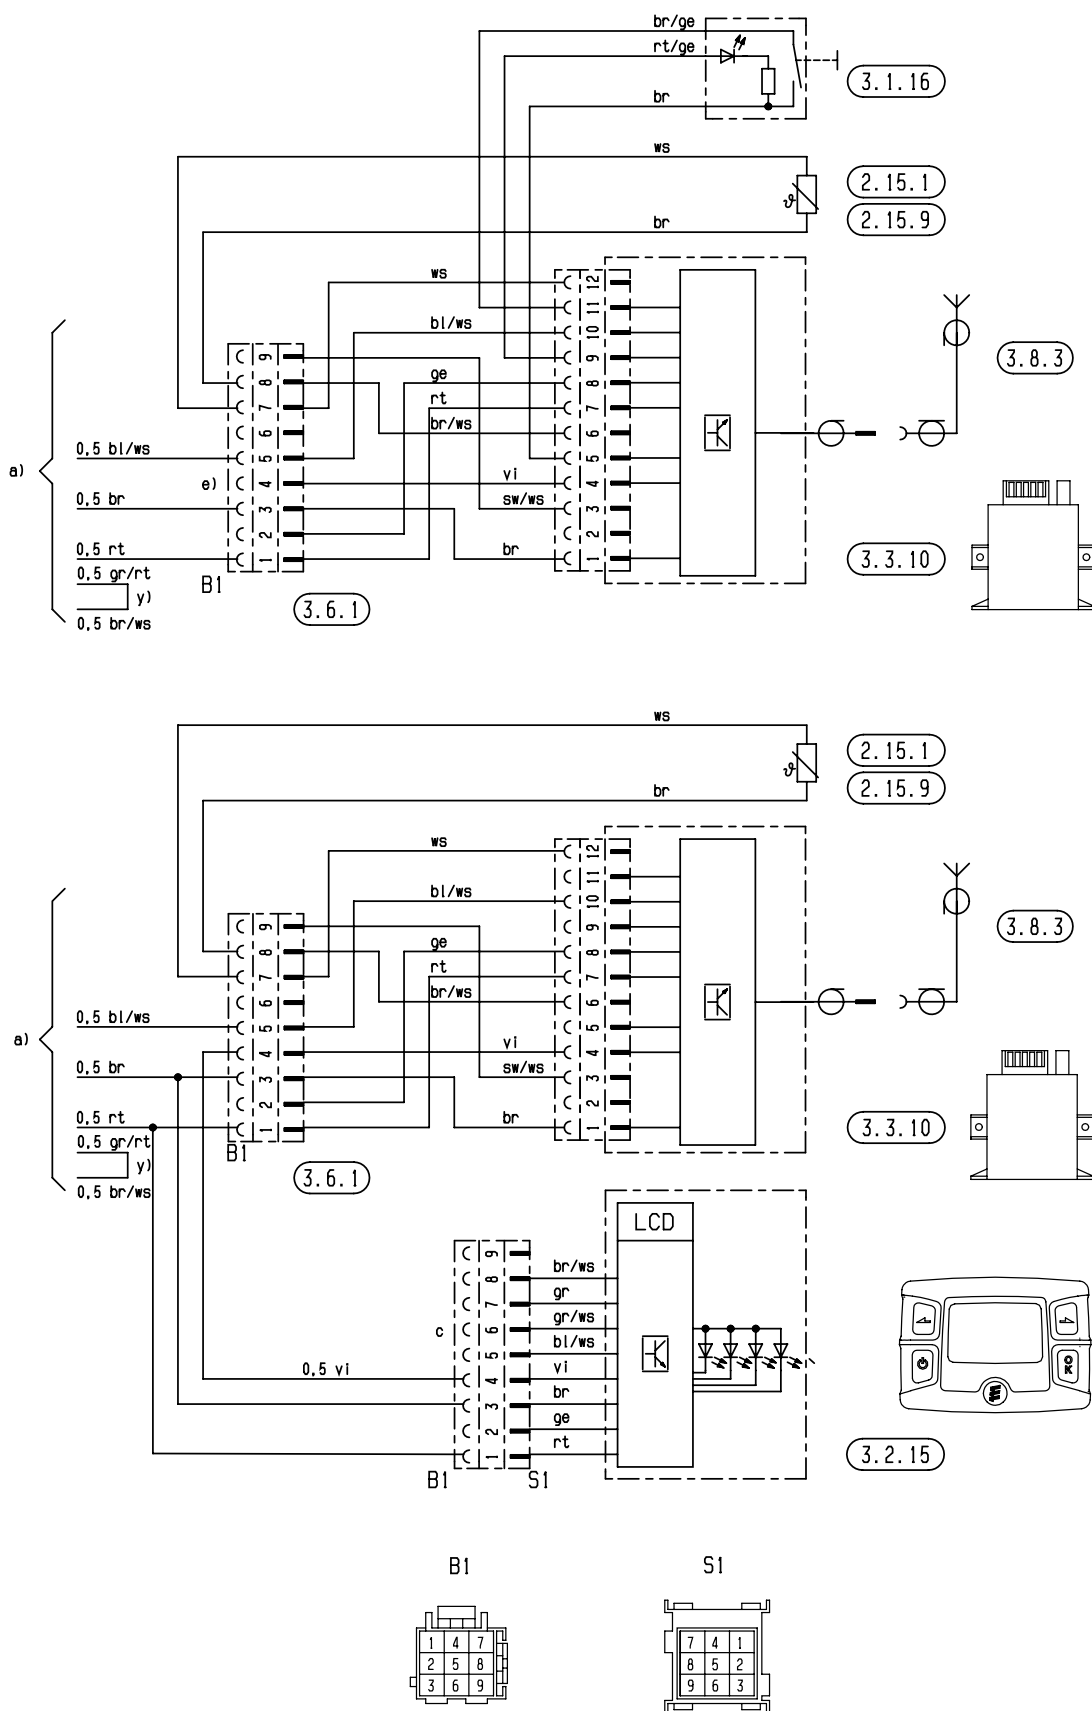 br/ge
rt/ge
3.1.16
br
ws
2.15.1
ϑ
2.15.9
br
ws
12
11
bl/ws
10
9
9
3.8.3
ge
8
8
rt
7
7
br/ws
6
6
0,5 bl/ws
5
5
a)
e)
4
vi
4
0,5 br
3
sw/ws
3
2
2
0,5 rt
1
br
1
3.3.10
0,5 gr/rt
B1
y)
3.6.1
0,5 br/ws
ws
2.15.1
ϑ
2.15.9
br
ws
12
11
bl/ws
10
9
9
3.8.3
ge
8
8
rt
7
7
br/ws
6
6
0,5 bl/ws
5
5
a)
4
vi
4
0,5 br
3
sw/ws
3
2
2
0,5 rt
1
br
1
3.3.10
0,5 gr/rt
B1
y)
3.6.1
0,5 br/ws
LCD
9
br/ws
8
gr
7
gr/ws
c
6
bl/ws
5
0,5 vi
vi
4
br
3
ge
2
rt
1
OK
3.2.15
B1
S1
B1
S1
1 4 7
2 5 8
3 6 9
7 4 1
8 5 2
9 6 3